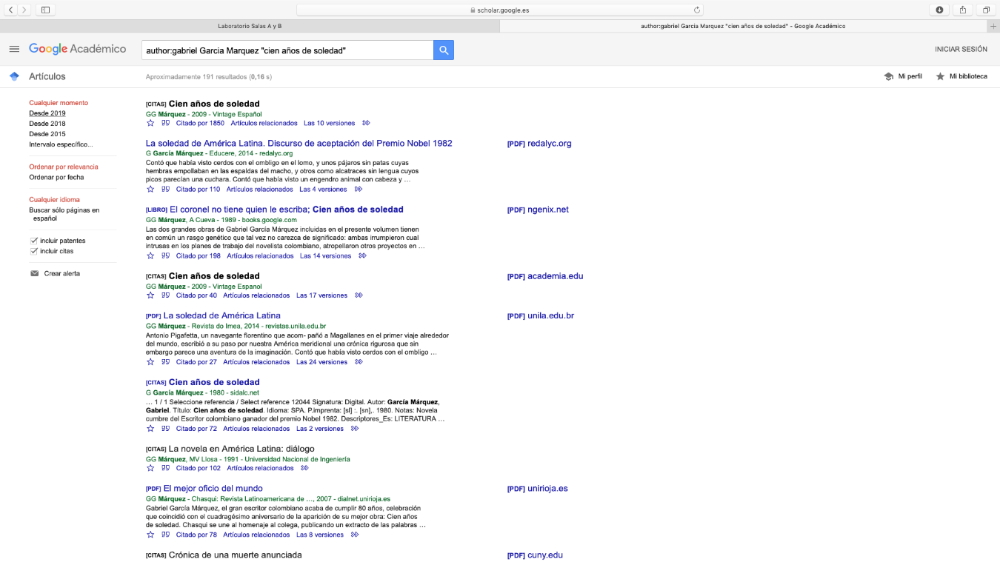 scholar.google.es
Laboratorio Salas A y B
author:gabriel Garcia Marquez "cien años de soledad" - Google Académico
Google Académico
author:gabriel Garcia Marquez "cien años de soledad"
INICIAR SESIÓN
Artículos
Aproximadamente 191 resultados (0,16 s)
Mi perfil
Mi biblioteca
Cualquier momento
Desde 2019
Desde 2018
Desde 2015
Intervalo específico...
Ordenar por relevancia
Ordenar por fecha
Cualquier idioma
Buscar sólo páginas en
español
incluir patentes
incluir citas
Crear alerta
[CITAS] Cien años de soledad
GG Márquez - 2009 - Vintage Español
Citado por 1850 Artículos relacionados Las 10 versiones
La soledad de América Latina. Discurso de aceptación del Premio Nobel 1982
G García Márquez - Educere, 2014 - redalyc.org
Contó que había visto cerdos con el ombligo en el lomo, y unos pájaros sin patas cuyas
hembras empollaban en las espaldas del macho, y otros como alcatraces sin lengua cuyos
picos parecían una cuchara. Contó que había visto un engendro animal con cabeza y …
Citado por 110 Artículos relacionados Las 4 versiones
[PDF] redalyc.org
[LIBRO] El coronel no tiene quien le escriba; Cien años de soledad
GG Márquez, A Cueva - 1989 - books.google.com
Las dos grandes obras de Gabriel García Márquez incluidas en el presente volumen tienen
en común un rasgo genético que tal vez no carezca de significado: ambas irrumpieron cual
intrusas en los planes de trabajo del novelista colombiano, atropellaron otros proyectos en …
Citado por 198 Artículos relacionados Las 14 versiones
[PDF] ngenix.net
[CITAS] Cien años de soledad
GG Márquez - 2009 - Vintage Espanol
Citado por 40 Artículos relacionados Las 17 versiones
[PDF] academia.edu
[PDF] La soledad de América Latina
GG Márquez - Revista do Imea, 2014 - revistas.unila.edu.br
Antonio Pigafetta, un navegante florentino que acom- pañó a Magallanes en el primer viaje alrededor
del mundo, escribió a su paso por nuestra América meridional una crónica rigurosa que sin
embargo parece una aventura de la imaginación. Contó que había visto cerdos con el ombligo …
Citado por 27 Artículos relacionados Las 24 versiones
[PDF] unila.edu.br
[CITAS] Cien años de soledad
G García Márquez - 1980 - sidalc.net
… 1 / 1 Seleccione referencia / Select reference 12044 Signatura: Digital. Autor: García Márquez,
Gabriel. Título: Cien años de soledad. Idioma: SPA. P.imprenta: [sl] :. [sn],. 1980. Notas: Novela
cumbre del Escritor colombiano ganador del premio Nobel 1982. Descriptores_Es: LITERATURA …
Citado por 72 Artículos relacionados Las 2 versiones
[CITAS] La novela en América Latina: diálogo
GG Márquez, MV Llosa - 1991 - Universidad Nacional de Ingeniería
Citado por 102 Artículos relacionados
[PDF] El mejor oficio del mundo
GG Márquez - Chasqui: Revista Latinoamericana de …, 2007 - dialnet.unirioja.es
Gabriel García Márquez, el gran escritor colombiano acaba de cumplir 80 años, celebración
que coincidió con el cuadragésimo aniversario de la aparición de su mejor obra: Cien años
de soledad. Chasqui se une al homenaje al colega, publicando un extracto de las palabras …
Citado por 78 Artículos relacionados Las 8 versiones
[PDF] unirioja.es
[CITAS] Crónica de una muerte anunciada
[PDF] cuny.edu